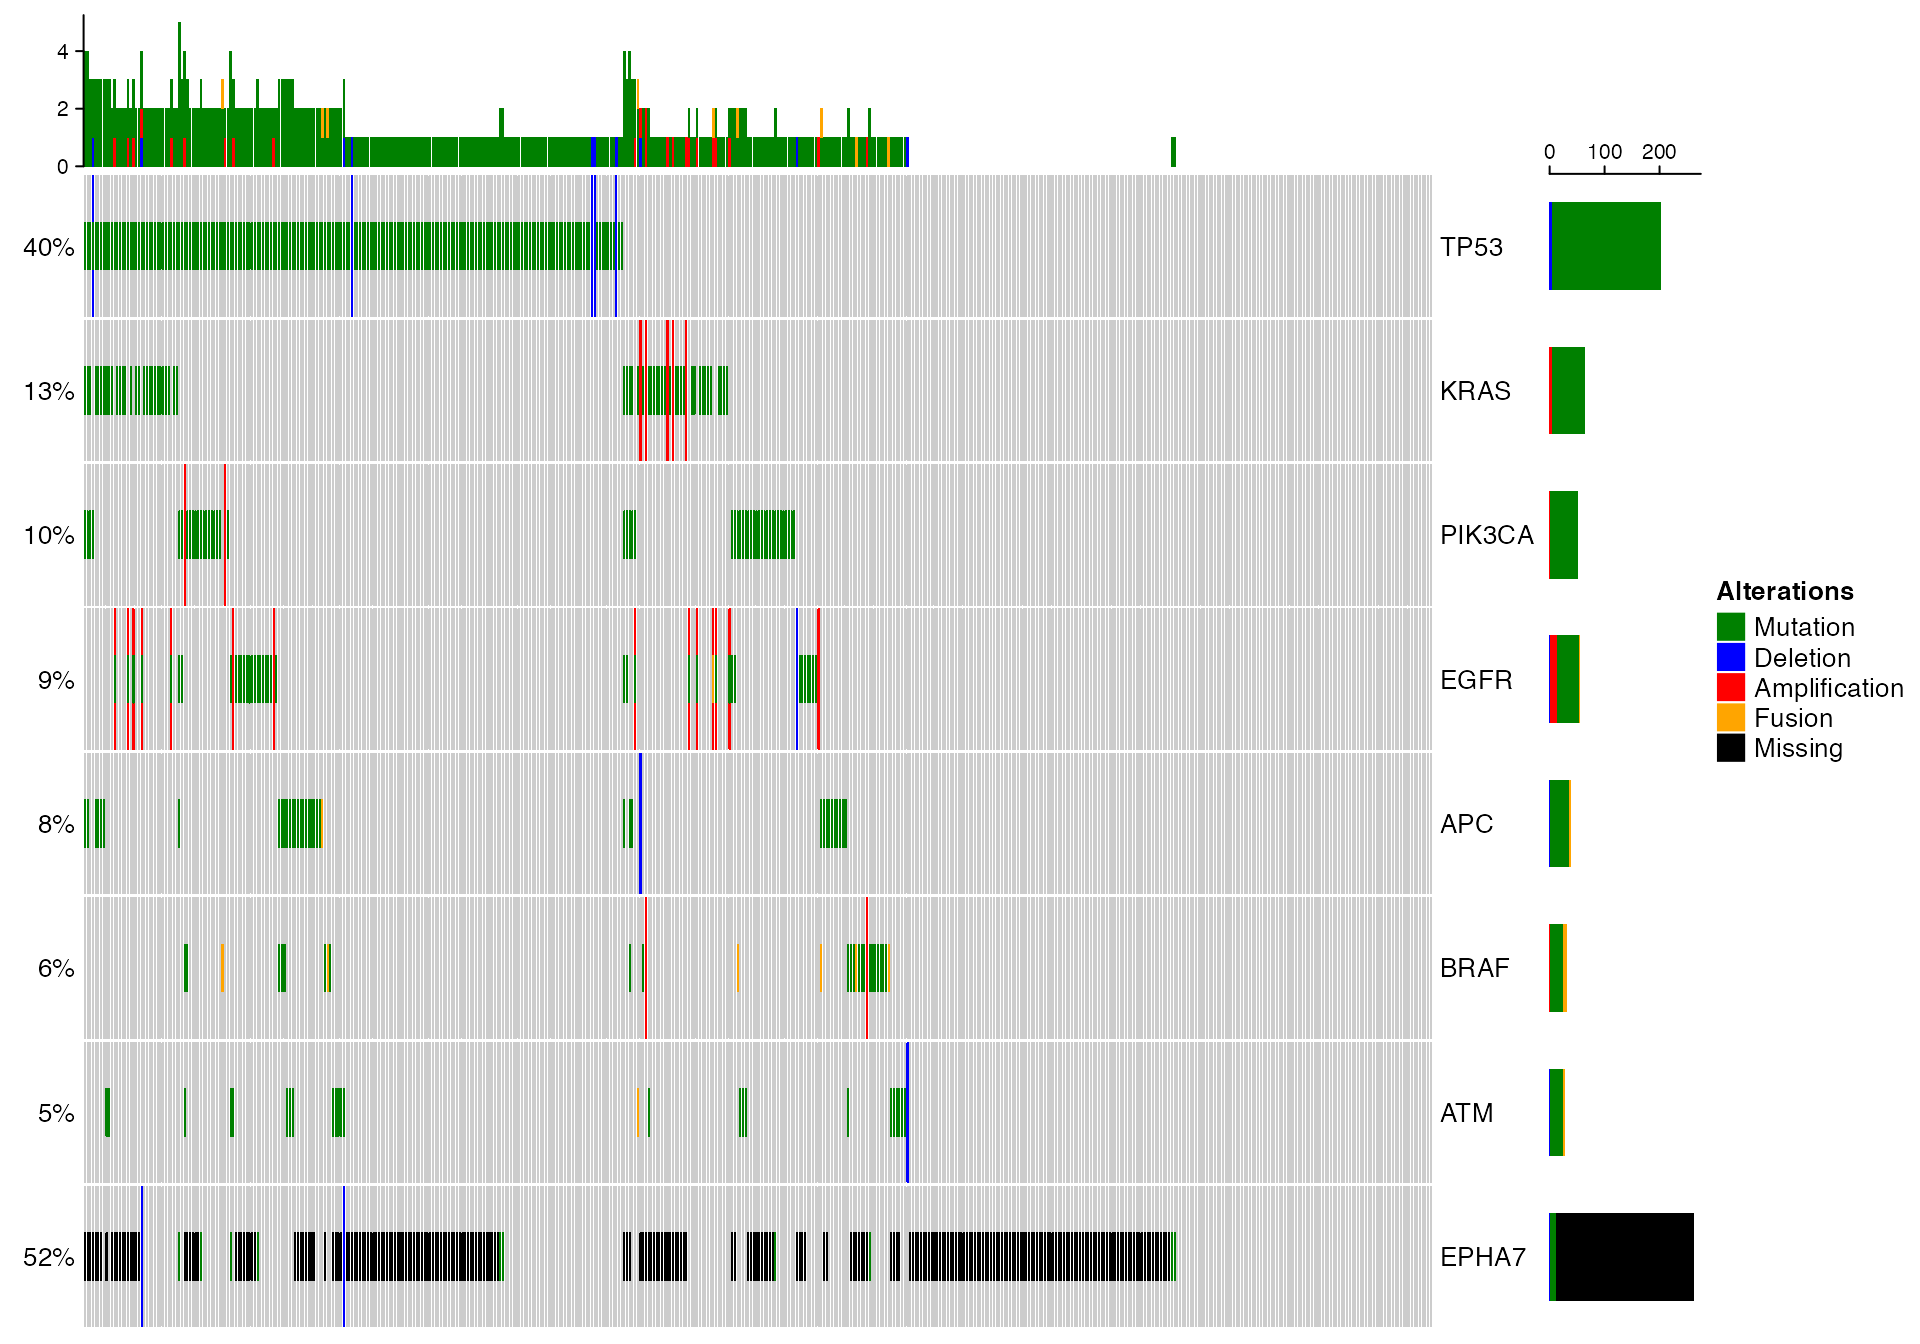 4
2
0
0 100 200
40% TP53
13% KRAS
10% PIK3CA
9% EGFR
8% APC
6% BRAF
5% ATM
52% EPHA7
Alterations
Mutation
Deletion
Amplification
Fusion
Missing